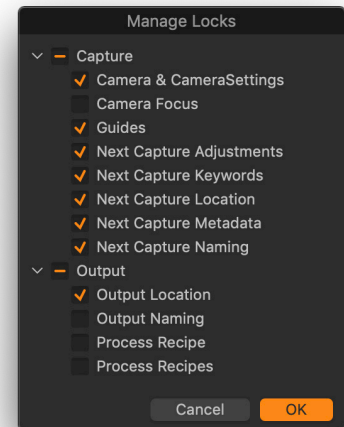 Manage Locks
Capture
Camera & CameraSettings
Camera Focus
Guides
Next Capture Adjustments
Next Capture Keywords
Next Capture Location
Next Capture Metadata
Next Capture Naming
Output
Output Location
Output Naming
Process Recipe
Process Recipes
Cancel OK